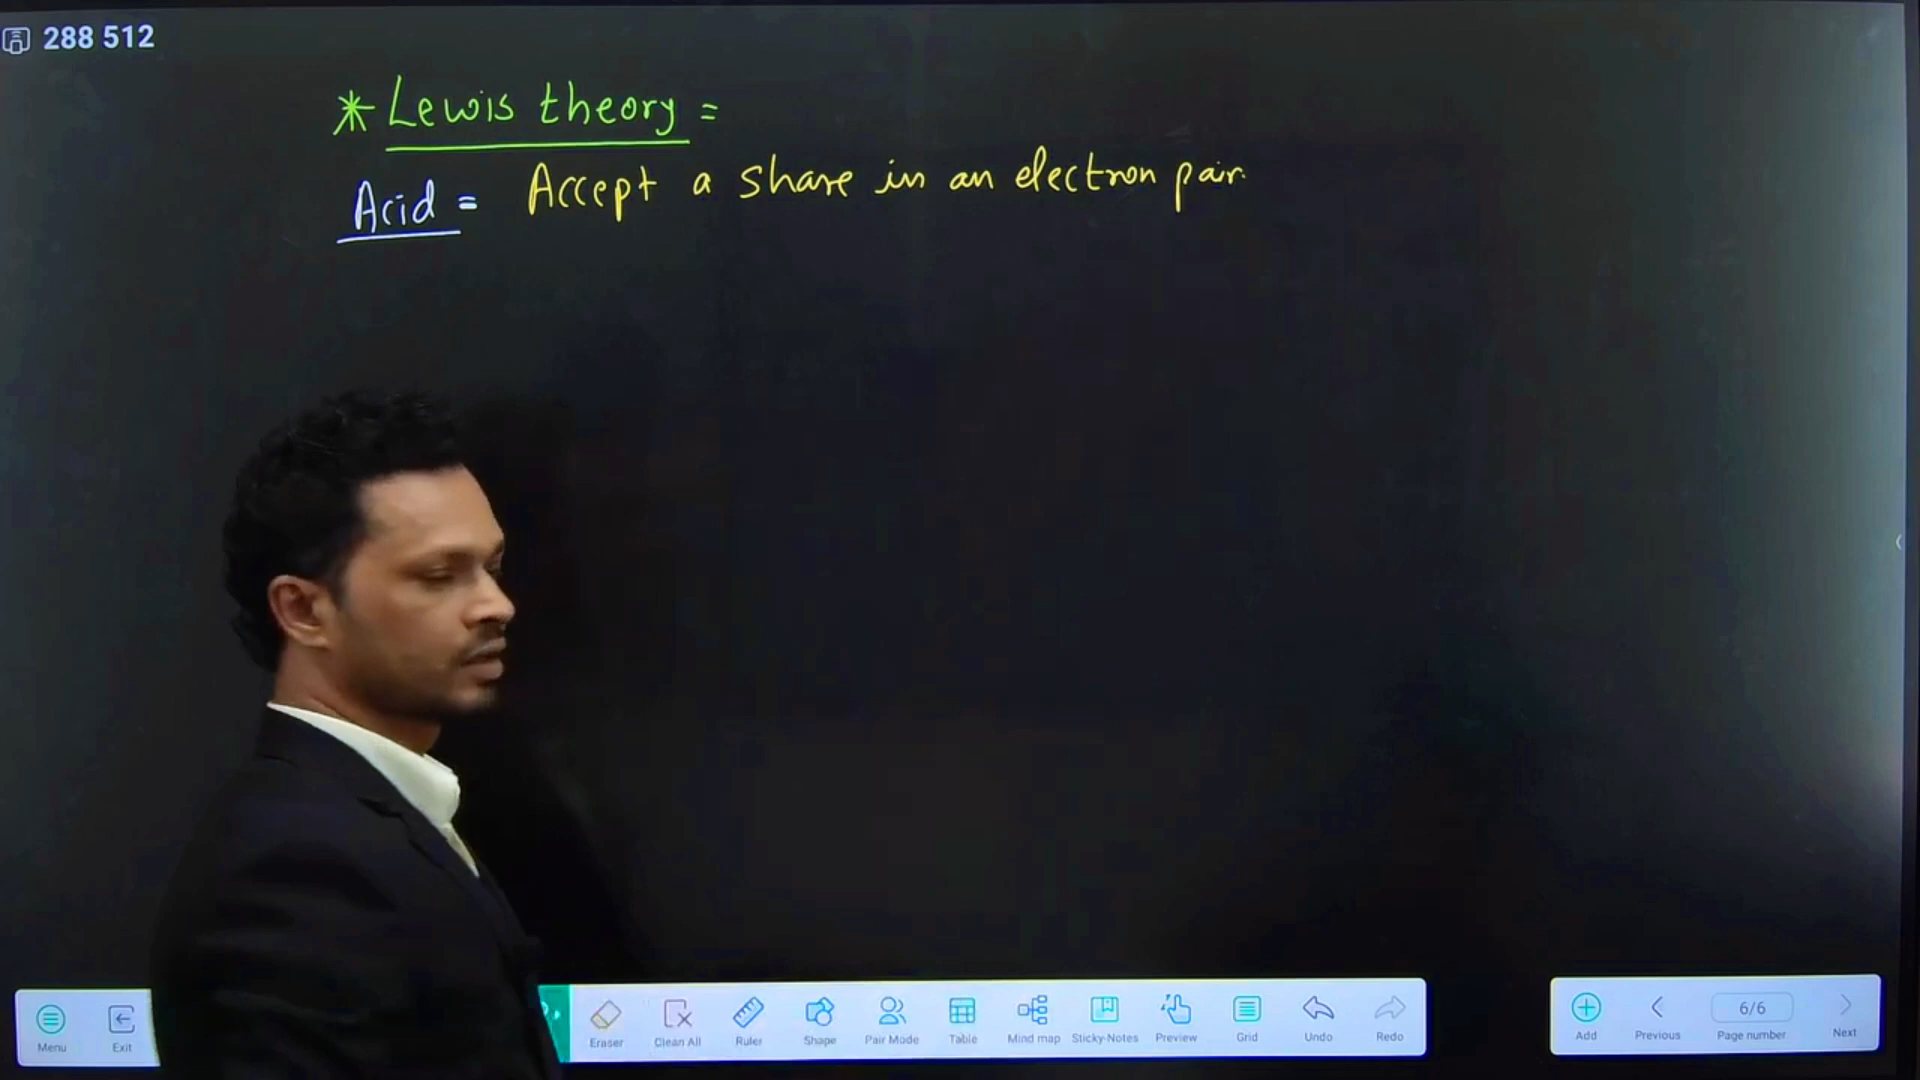 288 512
* Lewis theory =
Acid = Accept a share in an electron pair.
Menu
Exit
Eraser
Clean All
Ruler
Shape
Pair Mode
Table
Mind map
Sticky-Notes
Preview
Grid
Undo
Redo
Add
Previous
6/6
Page number
Next